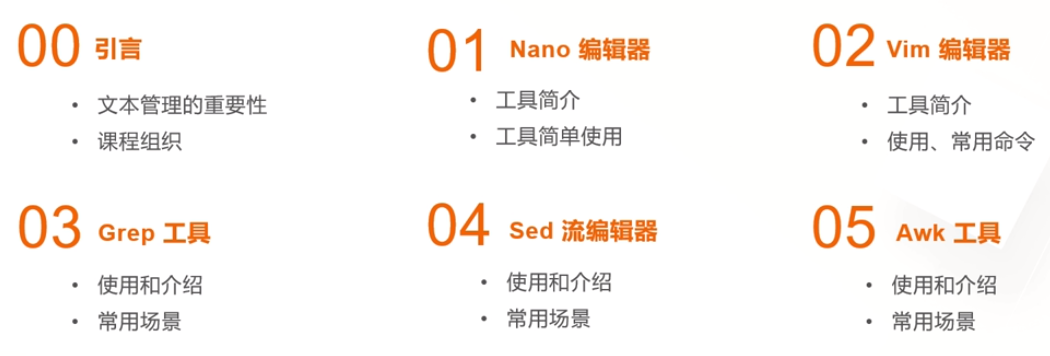 00 引言
• 文本管理的重要性
• 课程组织
01 Nano 编辑器
• 工具简介
• 工具简单使用
02 Vim 编辑器
• 工具简介
• 使用、常用命令
03 Grep 工具
• 使用和介绍
• 常用场景
04 Sed 流编辑器
• 使用和介绍
• 常用场景
05 Awk 工具
• 使用和介绍
• 常用场景